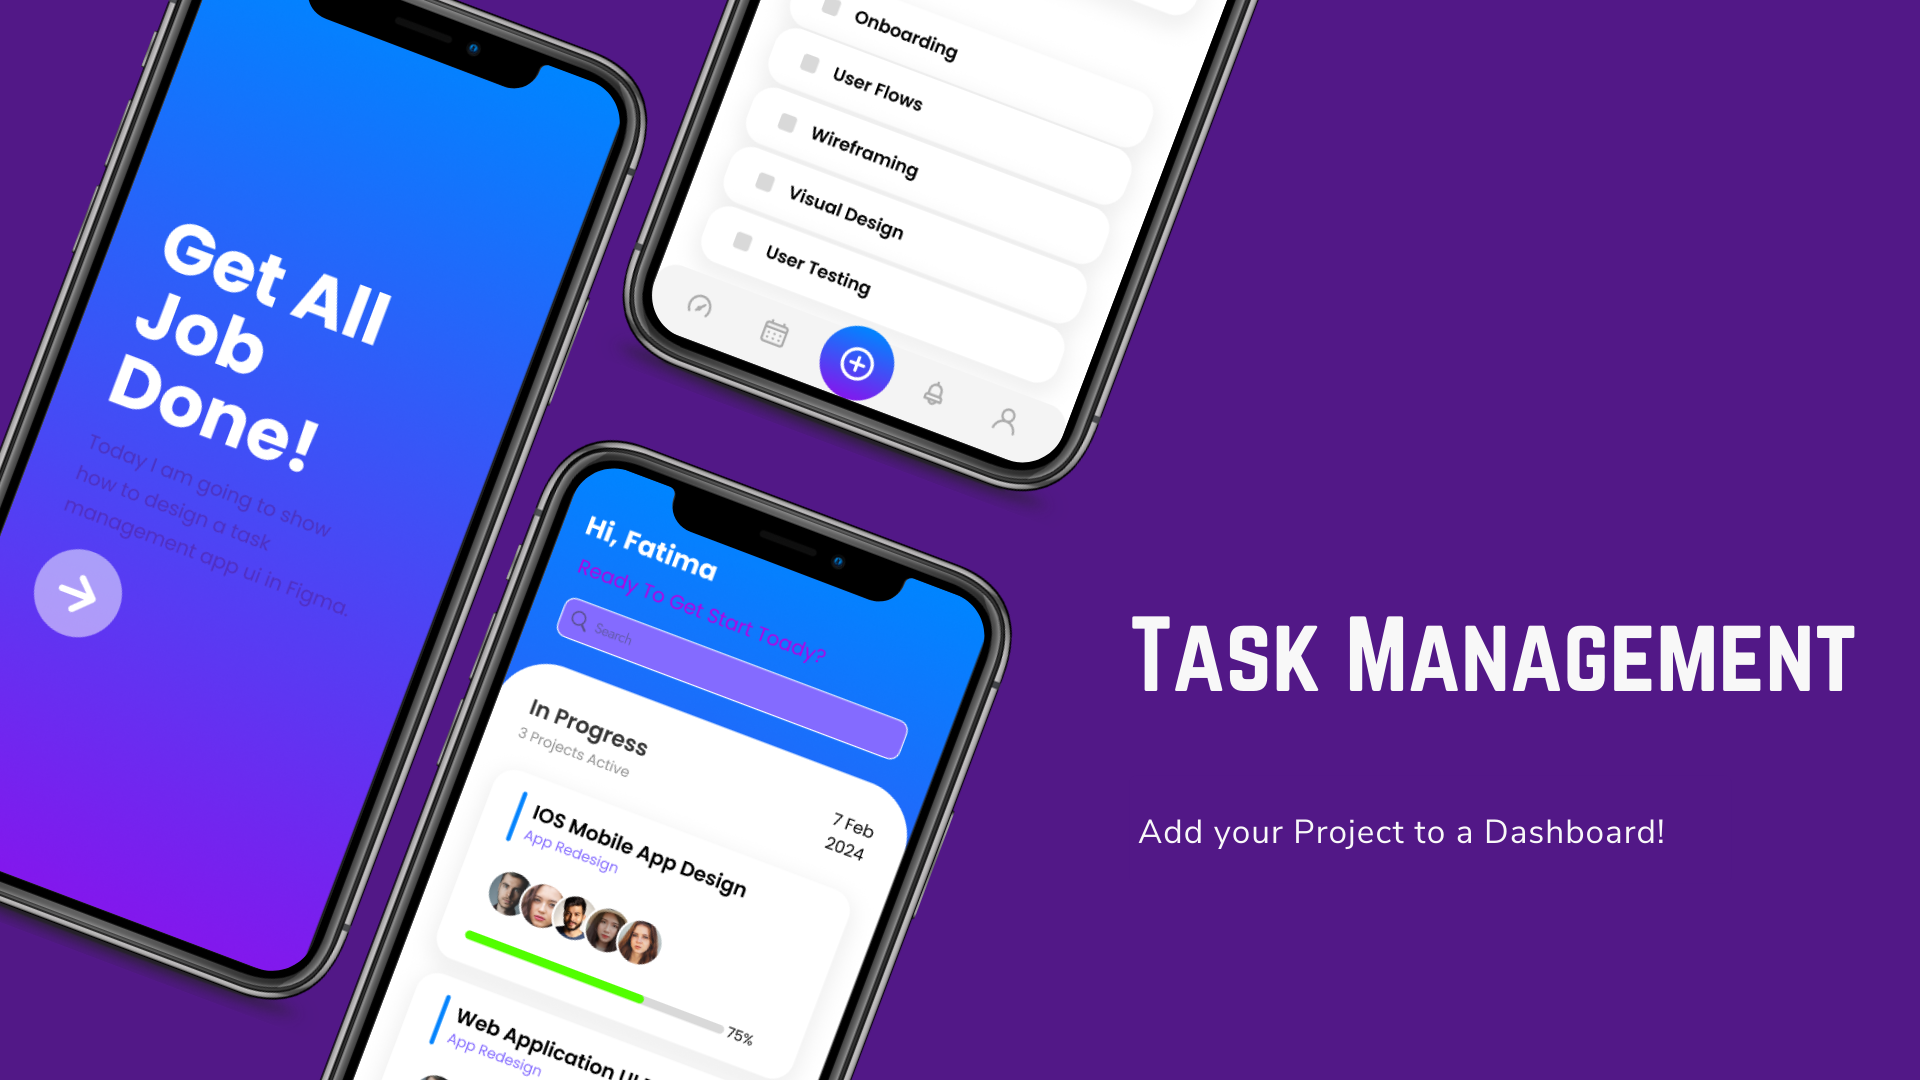 Get All
Job
Done!
Today I am going to show
how to design a task
management app ui in Figma.
Onboarding
User Flows
Wireframing
Visual Design
User Testing
Hi, Fatima
Ready To Get Start Toady?
Search
In Progress
3 Projects Active
7 Feb
2024
IOS Mobile App Design
App Redesign
75%
Web Application
App Redesign
Task Management
Add your Project to a Dashboard!